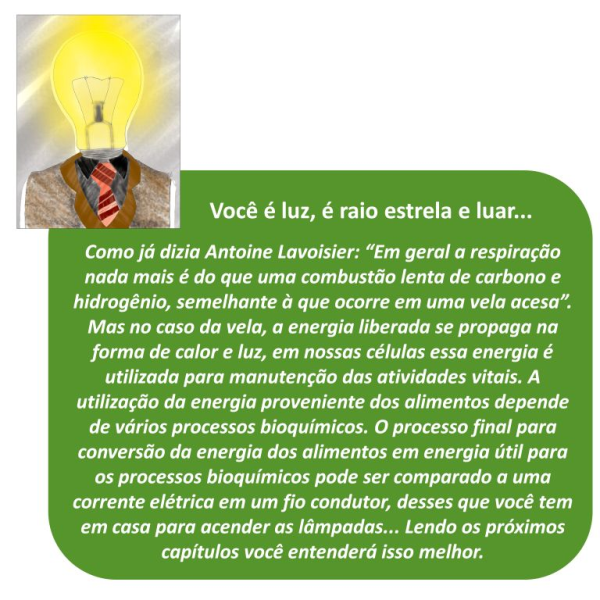 Você é luz, é raio estrela e luar...
Como já dizia Antoine Lavoisier: “Em geral a respiração
nada mais é do que uma combustão lenta de carbono e
hidrogênio, semelhante à que ocorre em uma vela acesa”.
Mas no caso da vela, a energia liberada se propaga na
forma de calor e luz, em nossas células essa energia é
utilizada para manutenção das atividades vitais. A
utilização da energia proveniente dos alimentos depende
de vários processos bioquímicos. O processo final para
conversão da energia dos alimentos em energia útil para
os processos bioquímicos pode ser comparado a uma
corrente elétrica em um fio condutor, desses que você tem
em casa para acender as lâmpadas... Lendo os próximos
capítulos você entenderá isso melhor.